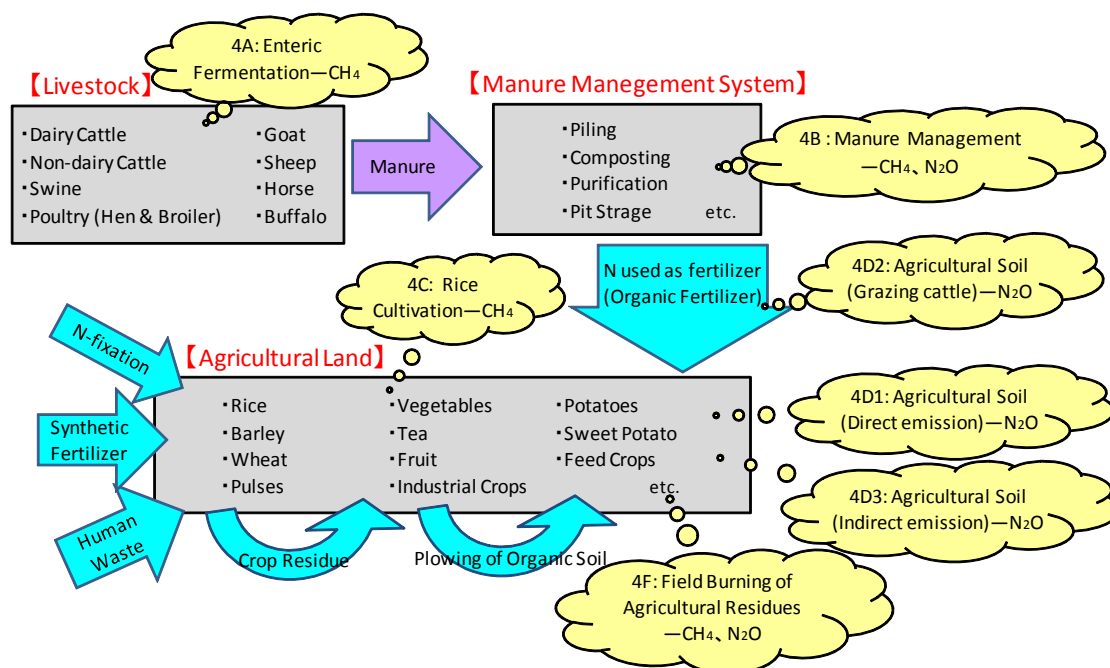 4A: Enteric
Fermentation—CH4
【Livestock】
・Dairy Cattle
・Non-dairy Cattle
・Swine
・Poultry (Hen & Broiler)
・Goat
・Sheep
・Horse
・Buffalo
Manure
【Manure Manegement System】
・Piling
・Composting
・Purification
・Pit Strage
etc.
4B : Manure Management
—CH4、N2O
N used as fertilizer
(Organic Fertilizer)
4D2: Agricultural Soil
(Grazing cattle)—N2O
4C: Rice
Cultivation—CH4
N-fixation
Synthetic
Fertilizer
Human
Waste
【Agricultural Land】
・Rice
・Barley
・Wheat
・Pulses
・Vegetables
・Tea
・Fruit
・Industrial Crops
・Potatoes
・Sweet Potato
・Feed Crops
etc.
4D1: Agricultural Soil
(Direct emission)—N2O
4D3: Agricultural Soil
(Indirect emission)—N2O
Crop Residue
Plowing of Organic Soil
4F: Field Burning of
Agricultural Residues
—CH4、N2O